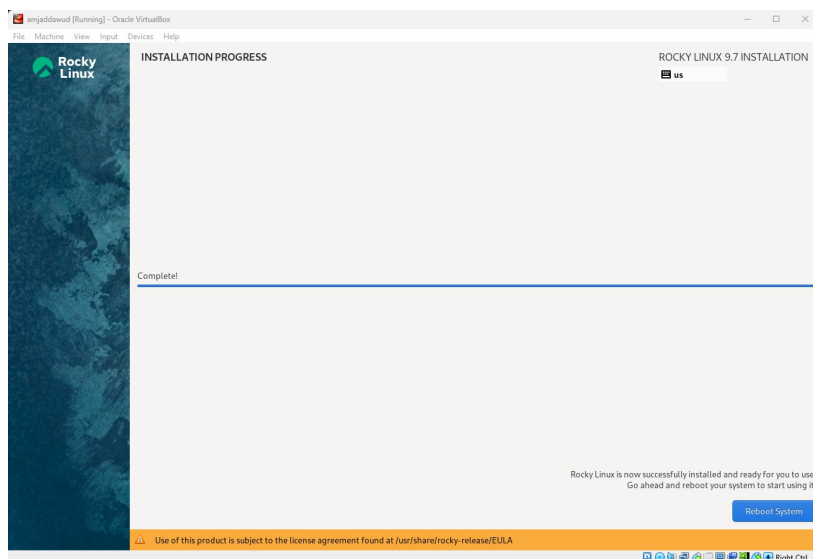 amjaddawud [Running] - Oracle VirtualBox
File Machine View Input Devices Help
Rocky
Linux
INSTALLATION PROGRESS
ROCKY LINUX 9.7 INSTALLATION
us
Complete!
Rocky Linux is now successfully installed and ready for you to use
Go ahead and reboot your system to start using it
Reboot System
Use of this product is subject to the license agreement found at /usr/share/rocky-release/EULA
Right Ctrl